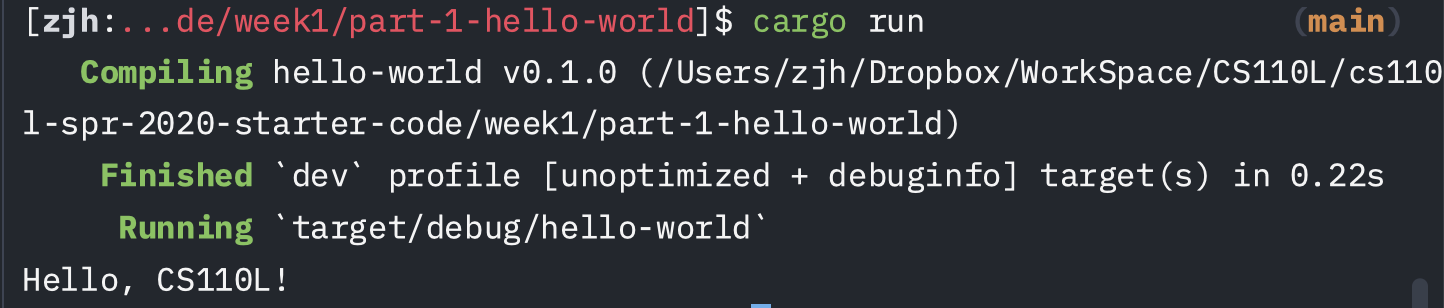 [zjh:...de/week1/part-1-hello-world]$ cargo run (main)
Compiling hello-world v0.1.0 (/Users/zjh/Dropbox/WorkSpace/CS110L/cs110
l-spr-2020-starter-code/week1/part-1-hello-world)
Finished `dev` profile [unoptimized + debuginfo] target(s) in 0.22s
Running `target/debug/hello-world`
Hello, CS110L!